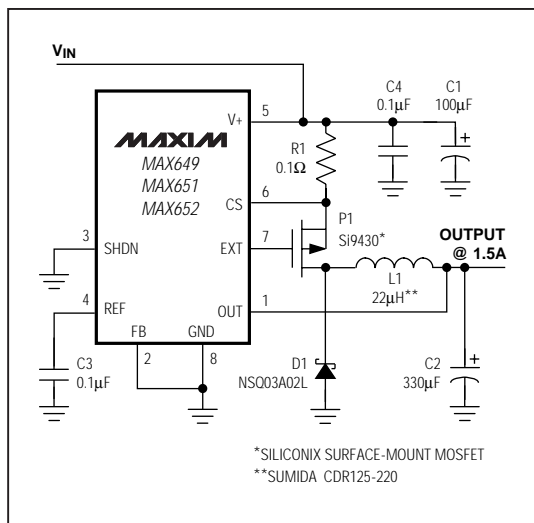 VIN
C4
0.1µF
C1
100µF
+
5
V+
MAXIM
MAX649
MAX651
MAX652
R1
0.1Ω
6
CS
P1
Si9430*
3
SHDN
EXT
7
OUTPUT
@ 1.5A
L1
22µH**
4
REF
OUT
1
FB
GND
2
8
C3
0.1µF
D1
NSQ03A02L
+
C2
330µF
*SILICONIX SURFACE-MOUNT MOSFET
**SUMIDA CDR125-220